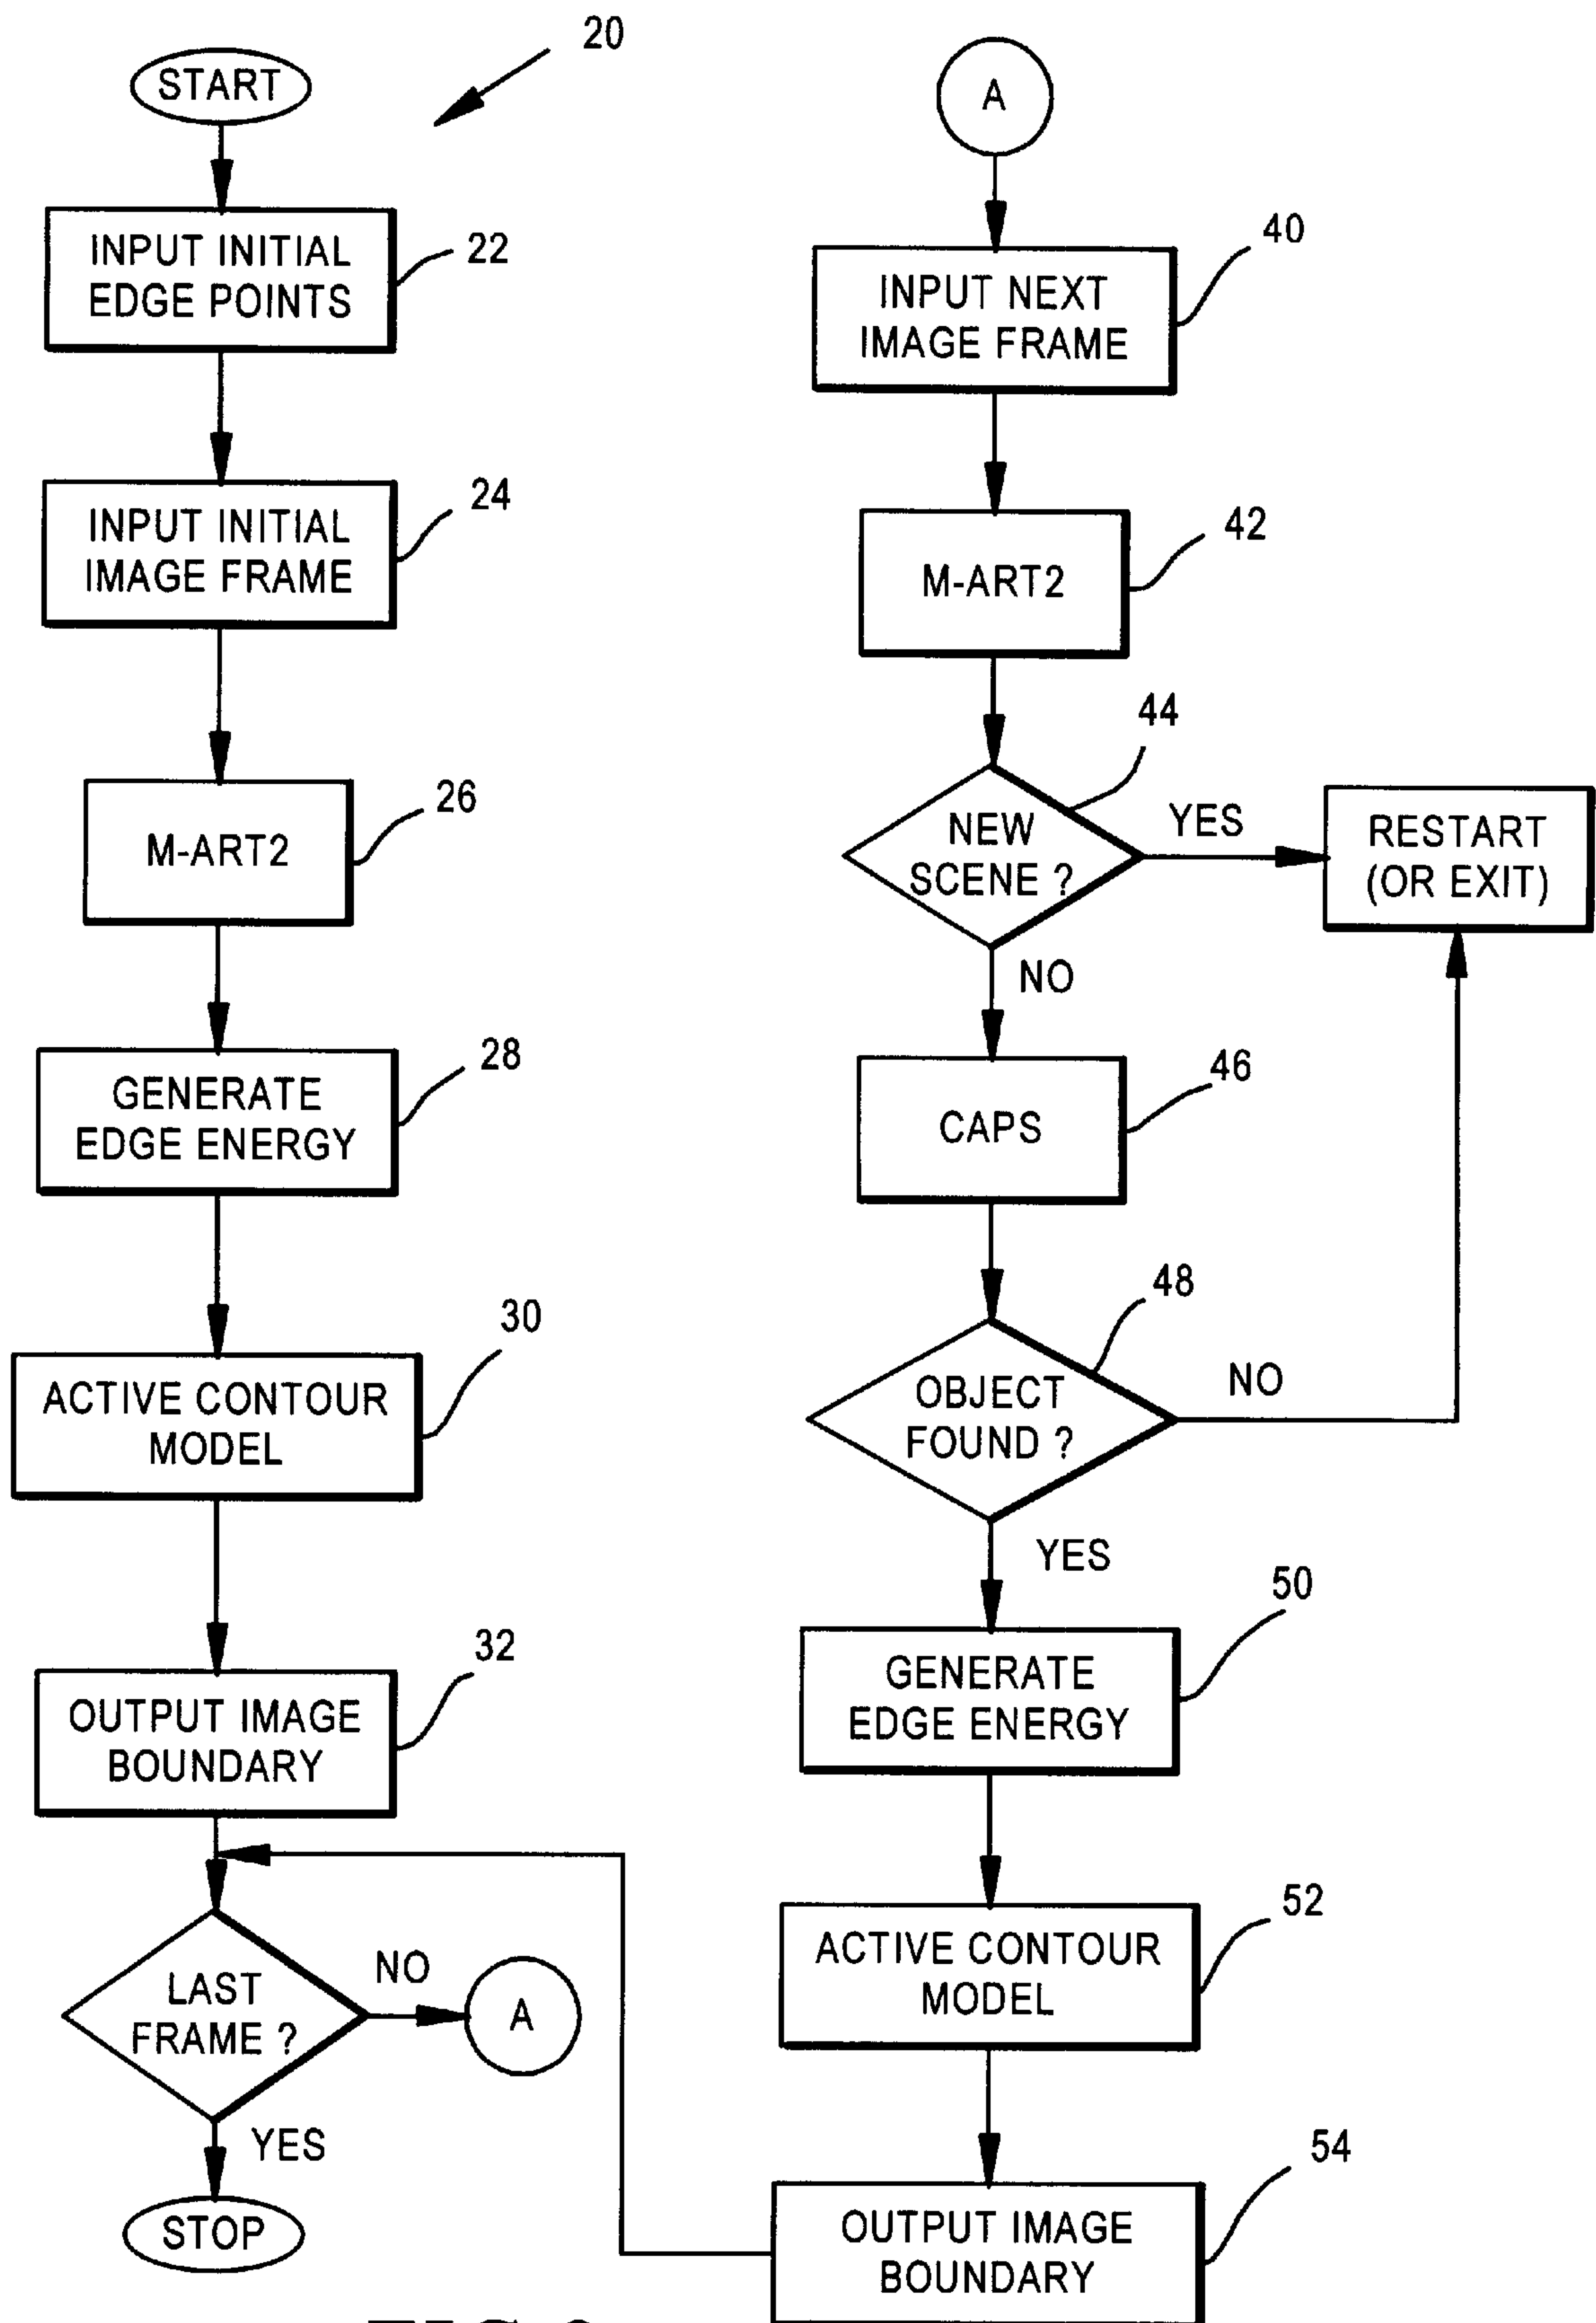 20
START
INPUT INITIAL
EDGE POINTS
22
INPUT INITIAL
IMAGE FRAME
24
M-ART2
26
GENERATE
EDGE ENERGY
28
ACTIVE CONTOUR
MODEL
30
OUTPUT IMAGE
BOUNDARY
32
LAST
FRAME ?
NO
A
YES
STOP
A
INPUT NEXT
IMAGE FRAME
40
M-ART2
42
NEW
SCENE ?
44
YES
RESTART
(OR EXIT)
NO
CAPS
46
OBJECT
FOUND ?
48
NO
YES
GENERATE
EDGE ENERGY
50
ACTIVE CONTOUR
MODEL
52
OUTPUT IMAGE
BOUNDARY
54